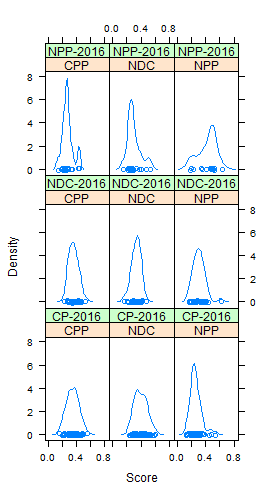 0.0 0.4 0.8
NPP-2016 NPP-2016 NPP-2016
CPP NDC NPP
8
6
4
2
0
NDC-2016 NDC-2016 NDC-2016
CPP NDC NPP
8
6
4
2
0
CP-2016 CP-2016 CP-2016
CPP NDC NPP
8
6
4
2
0
0.0 0.4 0.8 0.0 0.4 0.8
Density
Score